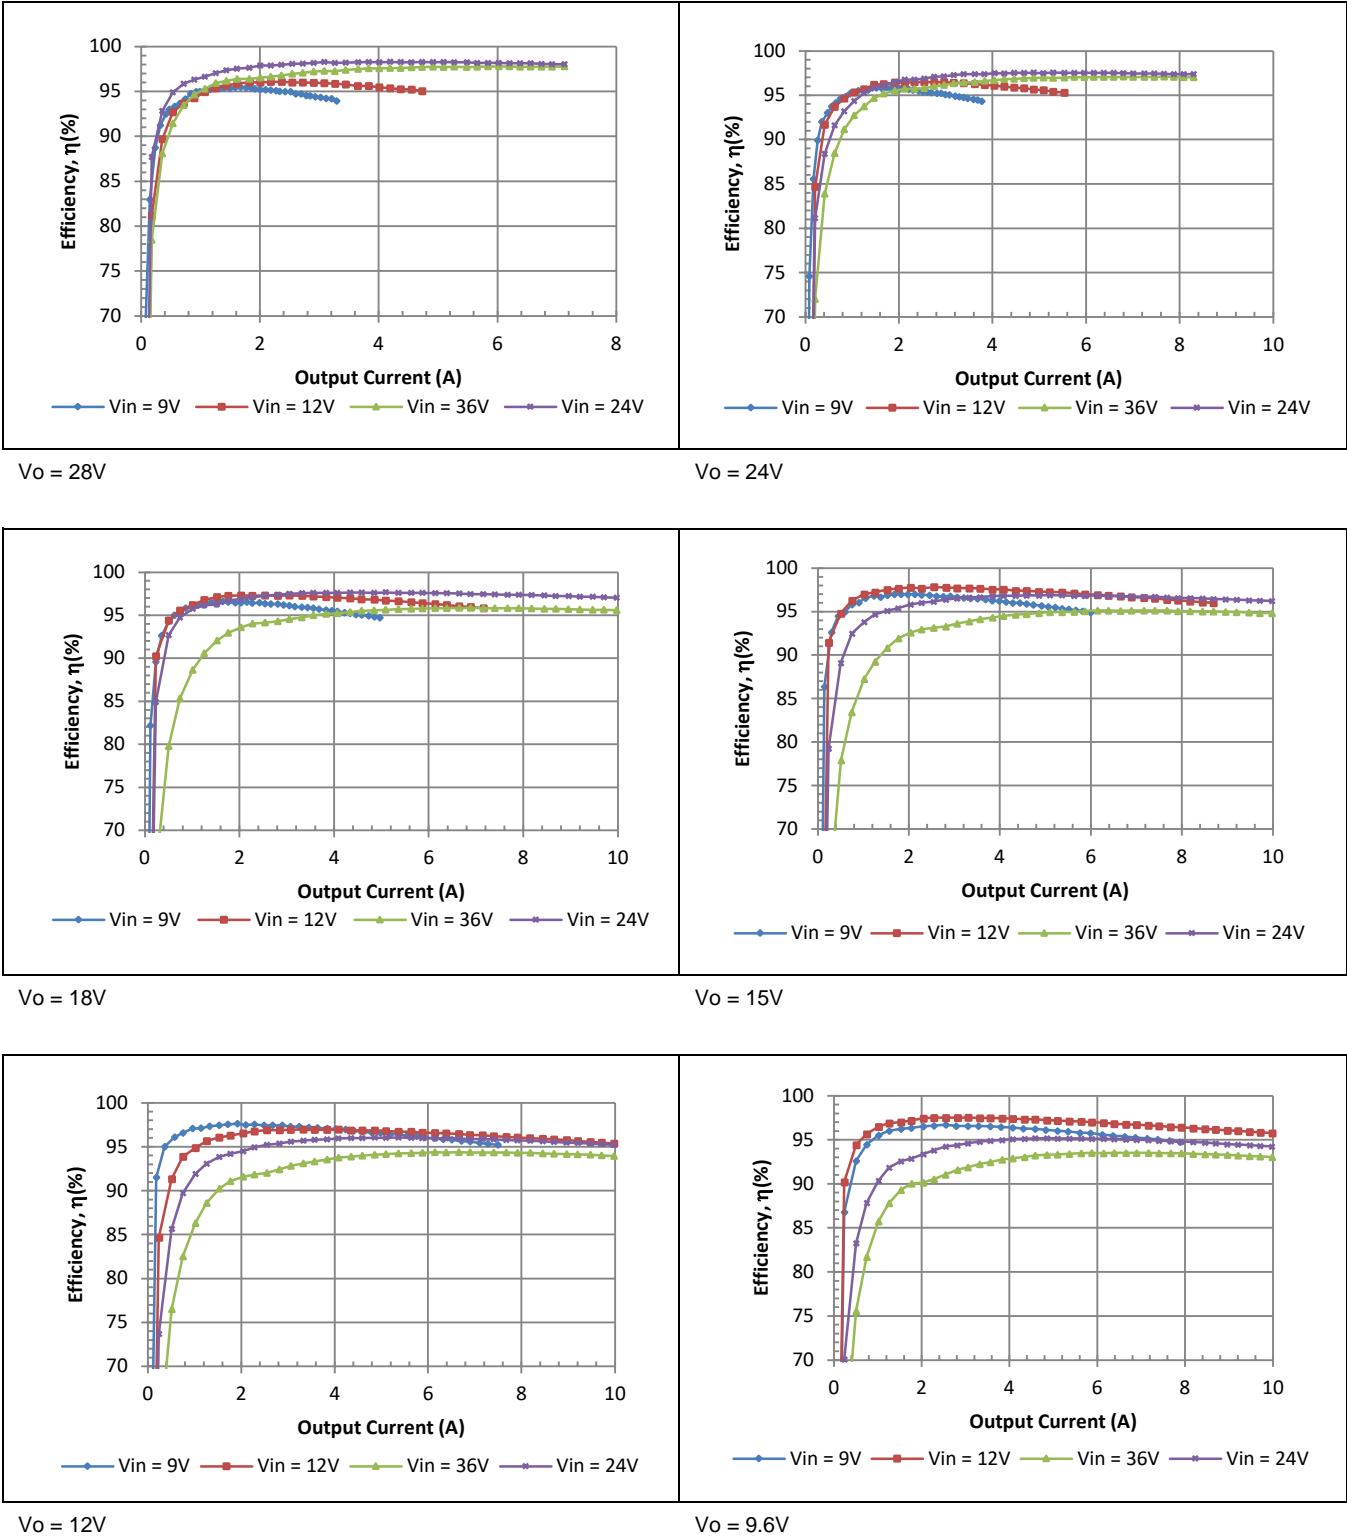 100
95
90
85
80
75
70
Efficiency, η(%)
0 2 4 6 8
Output Current (A)
Vin = 9V Vin = 12V Vin = 36V Vin = 24V
Vo = 28V
100
95
90
85
80
75
70
Efficiency, η(%)
0 2 4 6 8 10
Output Current (A)
Vin = 9V Vin = 12V Vin = 36V Vin = 24V
Vo = 24V
100
95
90
85
80
75
70
Efficiency, η(%)
0 2 4 6 8 10
Output Current (A)
Vin = 9V Vin = 12V Vin = 36V Vin = 24V
Vo = 18V
100
95
90
85
80
75
70
Efficiency, η(%)
0 2 4 6 8 10
Output Current (A)
Vin = 9V Vin = 12V Vin = 36V Vin = 24V
Vo = 15V
100
95
90
85
80
75
70
Efficiency, η(%)
0 2 4 6 8 10
Output Current (A)
Vin = 9V Vin = 12V Vin = 36V Vin = 24V
Vo = 12V
100
95
90
85
80
75
70
Efficiency, η(%)
0 2 4 6 8 10
Output Current (A)
Vin = 9V Vin = 12V Vin = 36V Vin = 24V
Vo = 9.6V